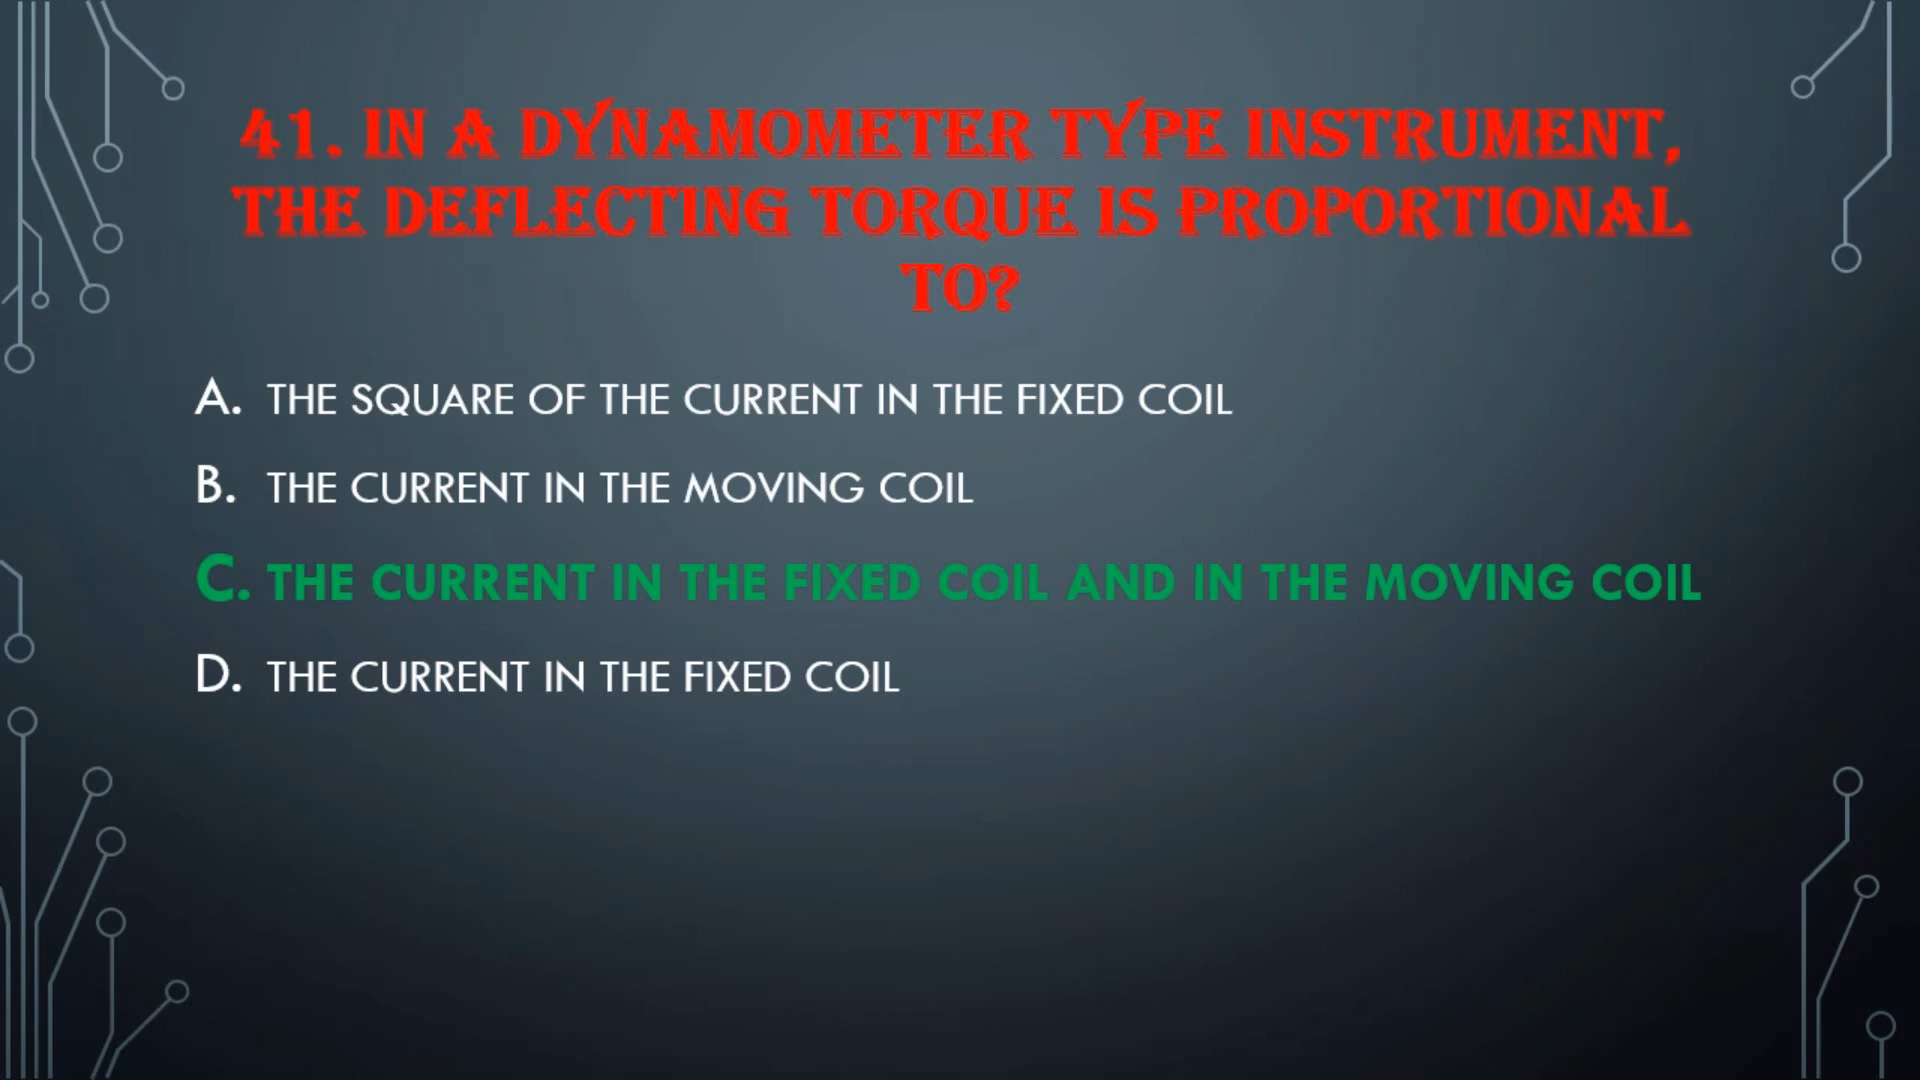 41. IN A DYNAMOMETER TYPE INSTRUMENT,
THE DEFLECTING TORQUE IS PROPORTIONAL
TO?
A. THE SQUARE OF THE CURRENT IN THE FIXED COIL
B. THE CURRENT IN THE MOVING COIL
C. THE CURRENT IN THE FIXED COIL AND IN THE MOVING COIL
D. THE CURRENT IN THE FIXED COIL